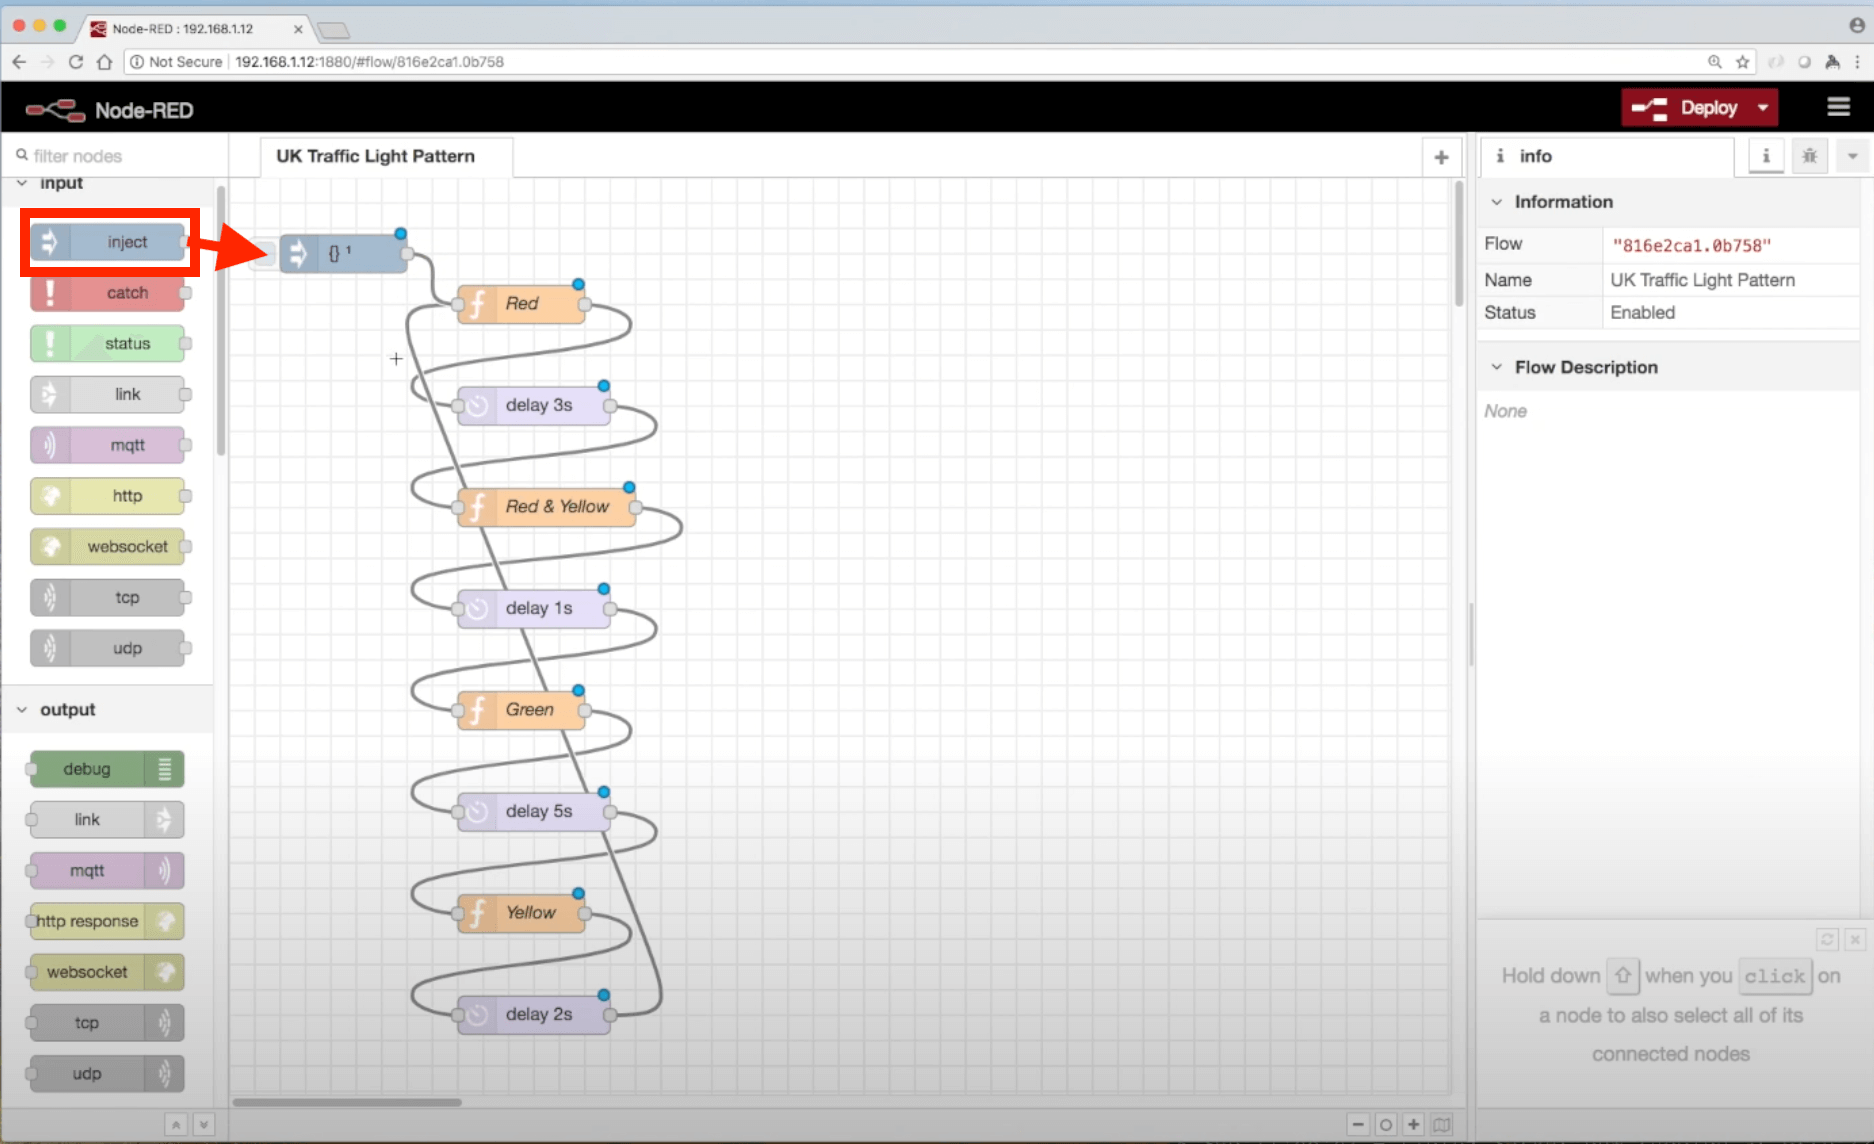 Node-RED : 192.168.1.12
Not Secure
192.168.1.12:1880/#flow/816e2ca1.0b758
Node-RED
Deploy
filter nodes
UK Traffic Light Pattern
info
input
inject
catch
status
link
mqtt
http
websocket
tcp
udp
output
debug
link
mqtt
http response
websocket
tcp
udp
{} ¹
Red
delay 3s
Red & Yellow
delay 1s
Green
delay 5s
Yellow
delay 2s
Information
Flow "816e2ca1.0b758"
Name UK Traffic Light Pattern
Status Enabled
Flow Description
None
Hold down ⇧ when you click on
a node to also select all of its
connected nodes